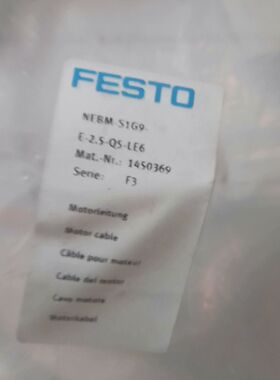 FESTO
NEBM-S1G9-
E-2.5-Q5-LE6
Mat.-Nr.: 1450369
Serie: F3
Motorleitung
Motor cable
Câble pour moteur
Cable del motor
Cavo motore
Motorkabel